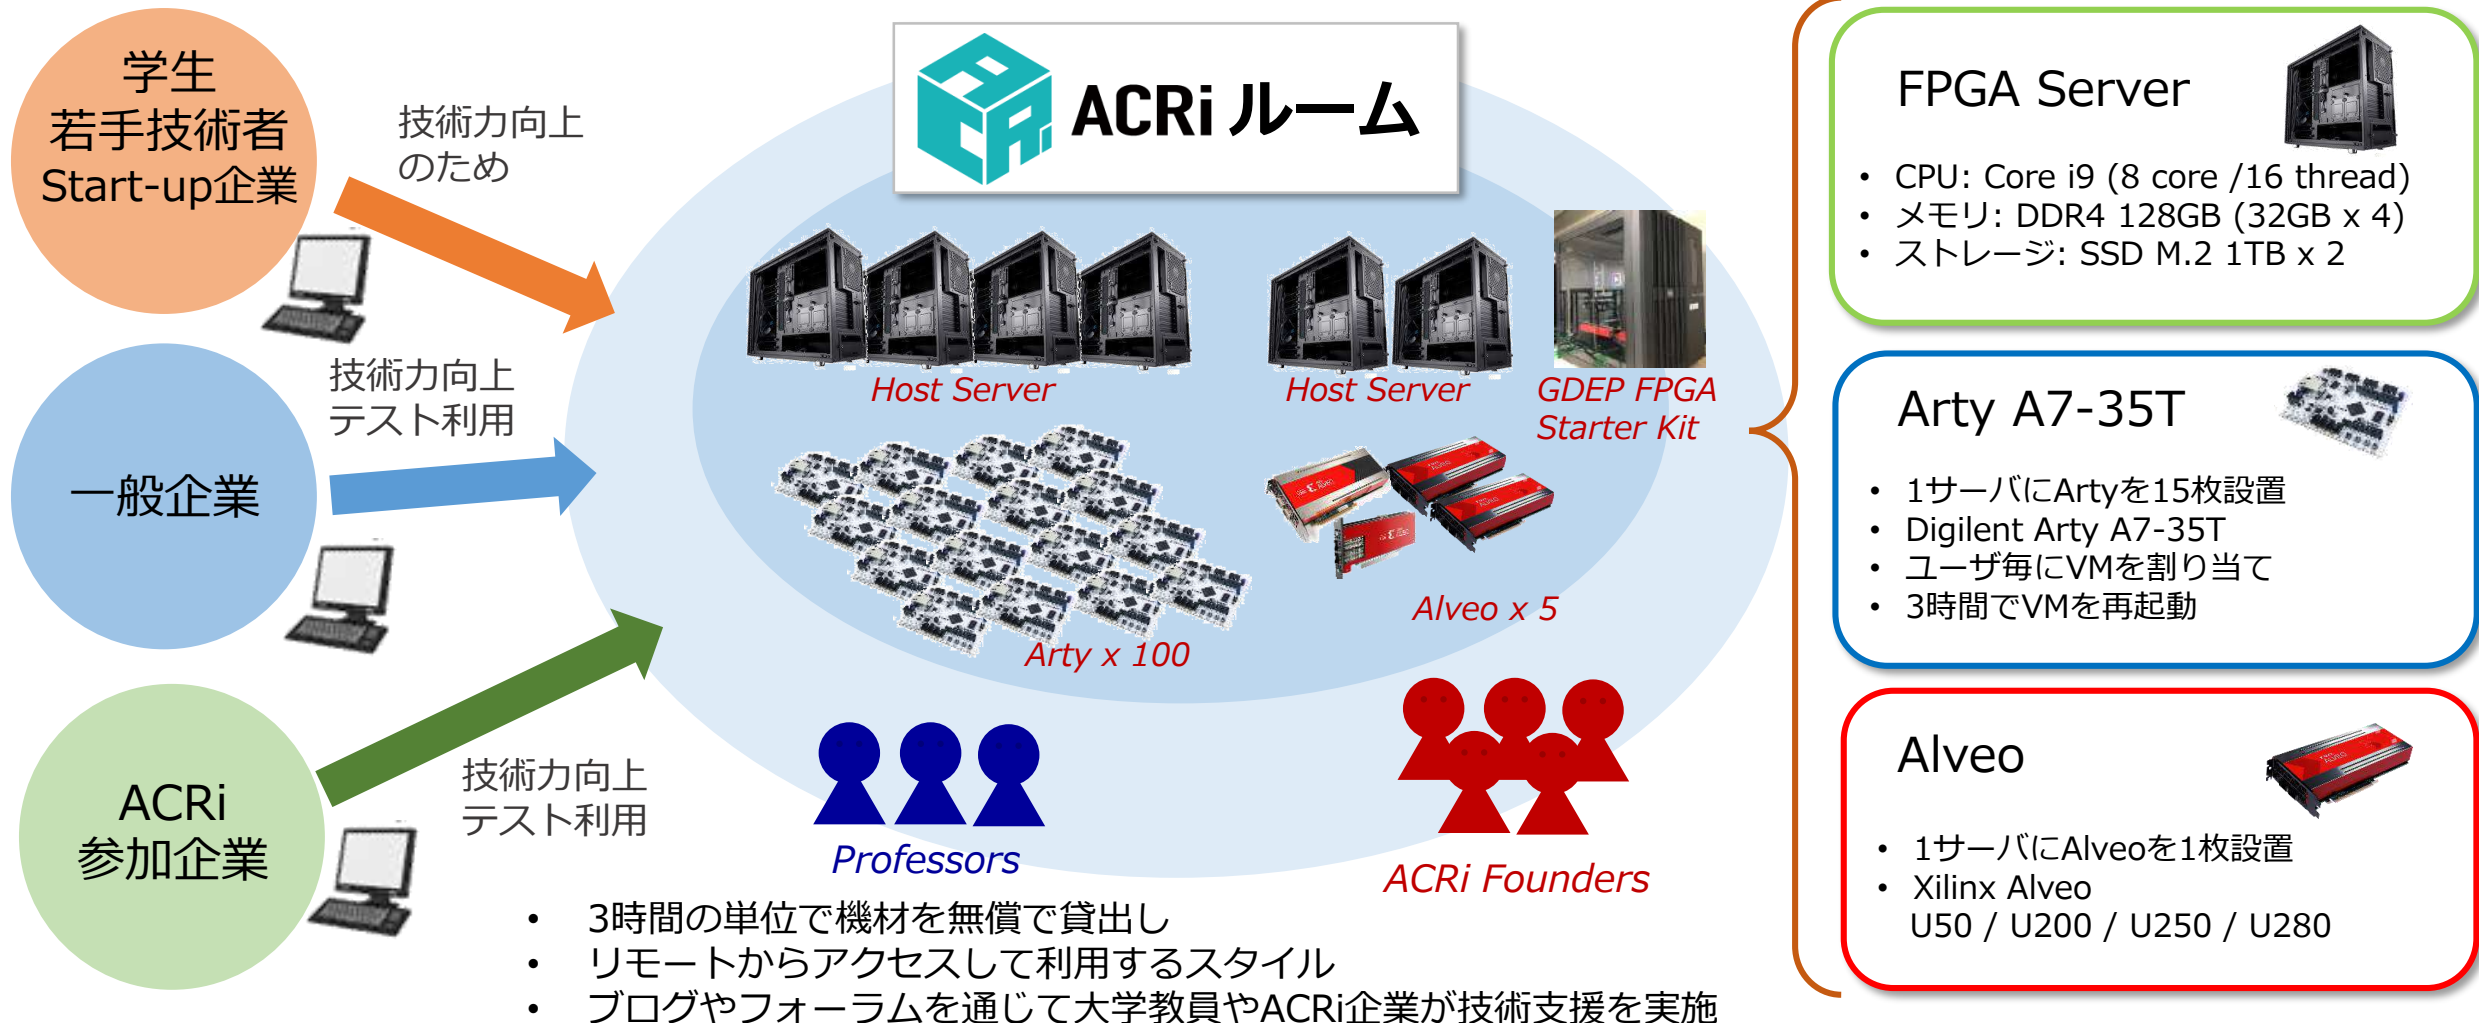 学生
若手技術者
Start-up企業
技術力向上
のため
一般企業
技術力向上
テスト利用
ACRi
参加企業
技術力向上
テスト利用
ACRi
ACRi ルーム
Host Server
Host Server
GDEP FPGA
Starter Kit
Arty x 100
Alveo x 5
Professors
ACRi Founders
• 3時間の単位で機材を無償で貸出し
• リモートからアクセスして利用するスタイル
• ブログやフォーラムを通じて大学教員やACRi企業が技術支援を実施
FPGA Server
• CPU: Core i9 (8 core /16 thread)
• メモリ: DDR4 128GB (32GB x 4)
• ストレージ: SSD M.2 1TB x 2
Arty A7-35T
• 1サーバにArtyを15枚設置
• Digilent Arty A7-35T
• ユーザ毎にVMを割り当て
• 3時間でVMを再起動
Alveo
• 1サーバにAlveoを1枚設置
• Xilinx Alveo
U50 / U200 / U250 / U280